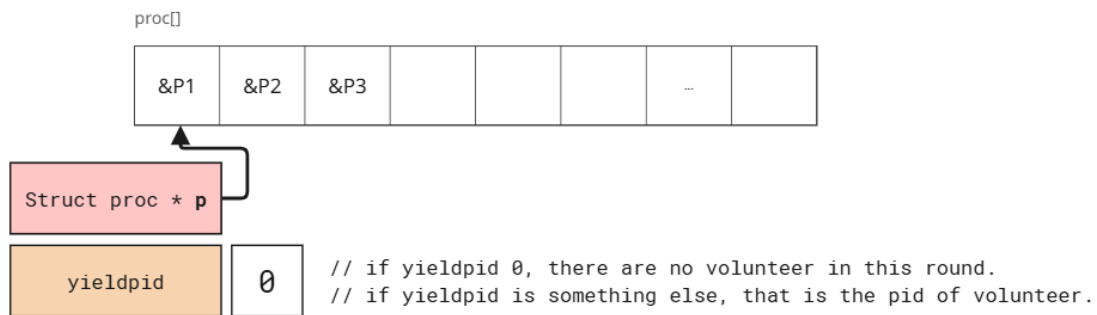 proc[]
&P1 &P2 &P3 ...
Struct proc * p
yieldpid 0 // if yieldpid 0, there are no volunteer in this round.
// if yieldpid is something else, that is the pid of volunteer.